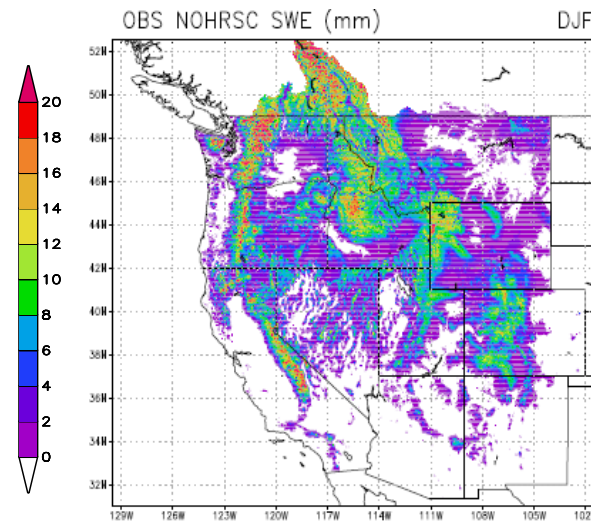 OBS NOHRSC SWE (mm) DJF
52N
50N
48N
46N
44N
42N
40N
38N
36N
34N
32N
20
18
16
14
12
10
8
6
4
2
0
129W 126W 123W 120W 117W 114W 111W 108W 105W 102